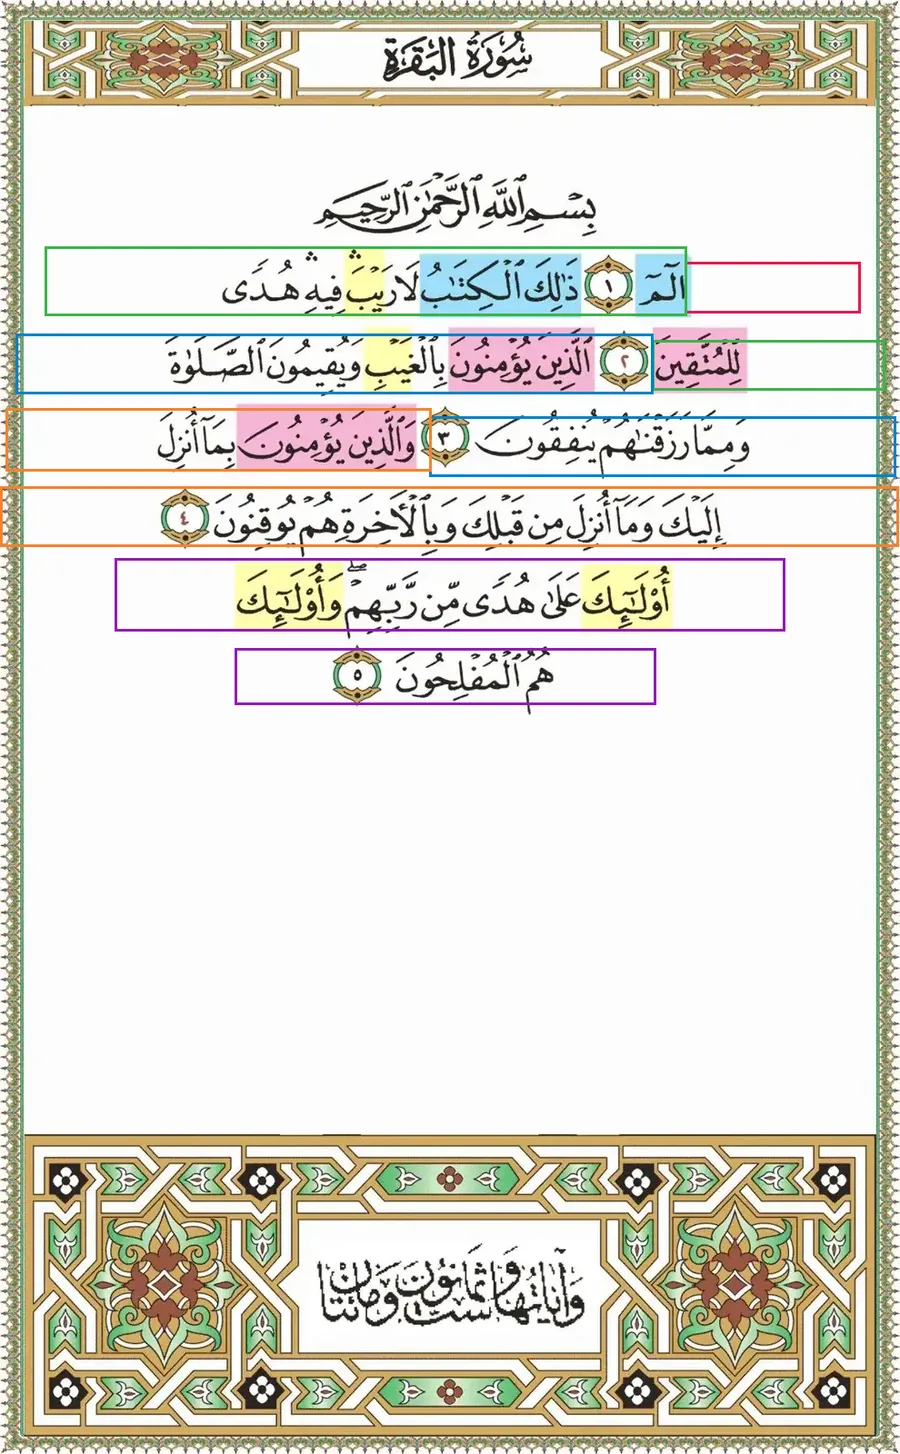 سُورَةُ البَقَرَةِ
بِسْمِ ٱللَّهِ ٱلرَّحْمَٰنِ ٱلرَّحِيمِ
الٓمٓ ١ ذَٰلِكَ ٱلْكِتَٰبُ لَا رَيْبَ ۛ فِيهِ ۛ هُدًى
لِّلْمُتَّقِينَ ٢ ٱلَّذِينَ يُؤْمِنُونَ بِٱلْغَيْبِ وَيُقِيمُونَ ٱلصَّلَوٰةَ
وَمِمَّا رَزَقْنَٰهُمْ يُنفِقُونَ ٣ وَٱلَّذِينَ يُؤْمِنُونَ بِمَآ أُنزِلَ
إِلَيْكَ وَمَآ أُنزِلَ مِن قَبْلِكَ وَبِٱلْأَخِرَةِ هُمْ يُوقِنُونَ ٤
أُوْلَٰٓئِكَ عَلَىٰ هُدًى مِّن رَّبِّهِمْ ۖ وَأُوْلَٰٓئِكَ
هُمُ ٱلْمُفْلِحُونَ ٥
وَآيَاتُهَا سِتٌّ وَثَمَانُونَ وَمِائَتَانِ